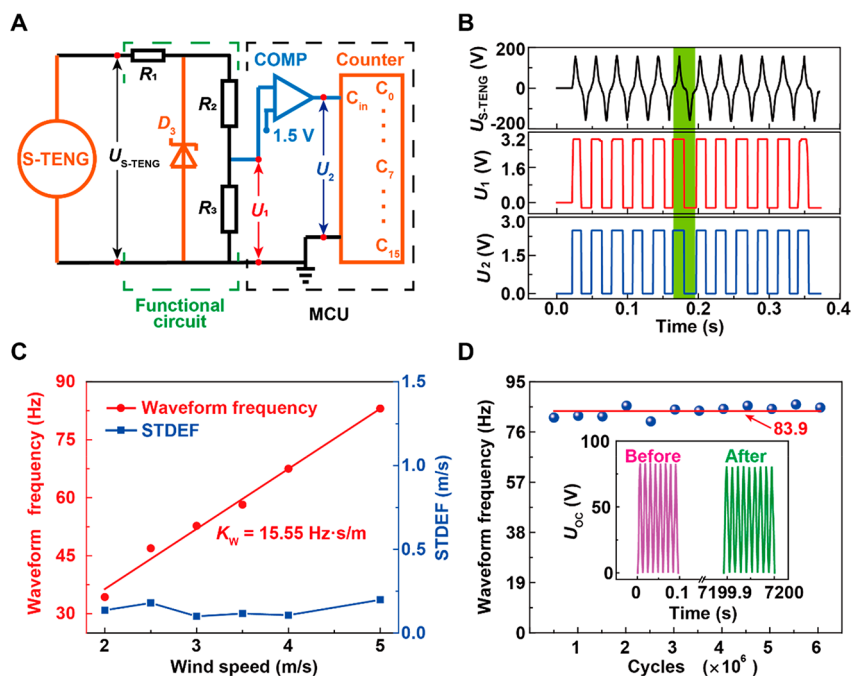 A
S-TENG
R₁
U_S-TENG
D₃
R₂
R₃
U₁
COMP
1.5 V
U₂
Counter
C_in
C₀
C₇
C₁₅
Functional
circuit
MCU
B
U_S-TENG (V)
200
0
-200
U₁ (V)
3.2
1.6
0.0
U₂ (V)
3.0
1.5
0.0
0.0 0.1 0.2 0.3 0.4
Time (s)
C
Waveform frequency (Hz)
90
75
60
45
30
Waveform frequency
STDEF
K_W = 15.55 Hz·s/m
1.5
1.0
0.5
0.0
STDEF (m/s)
2 3 4 5
Wind speed (m/s)
D
Waveform frequency (Hz)
95
76
57
38
19
0
83.9
Before After
U_OC (V)
100
50
0
0 0.1 7199.9 7200
Time (s)
1 2 3 4 5 6
Cycles (×10⁶)